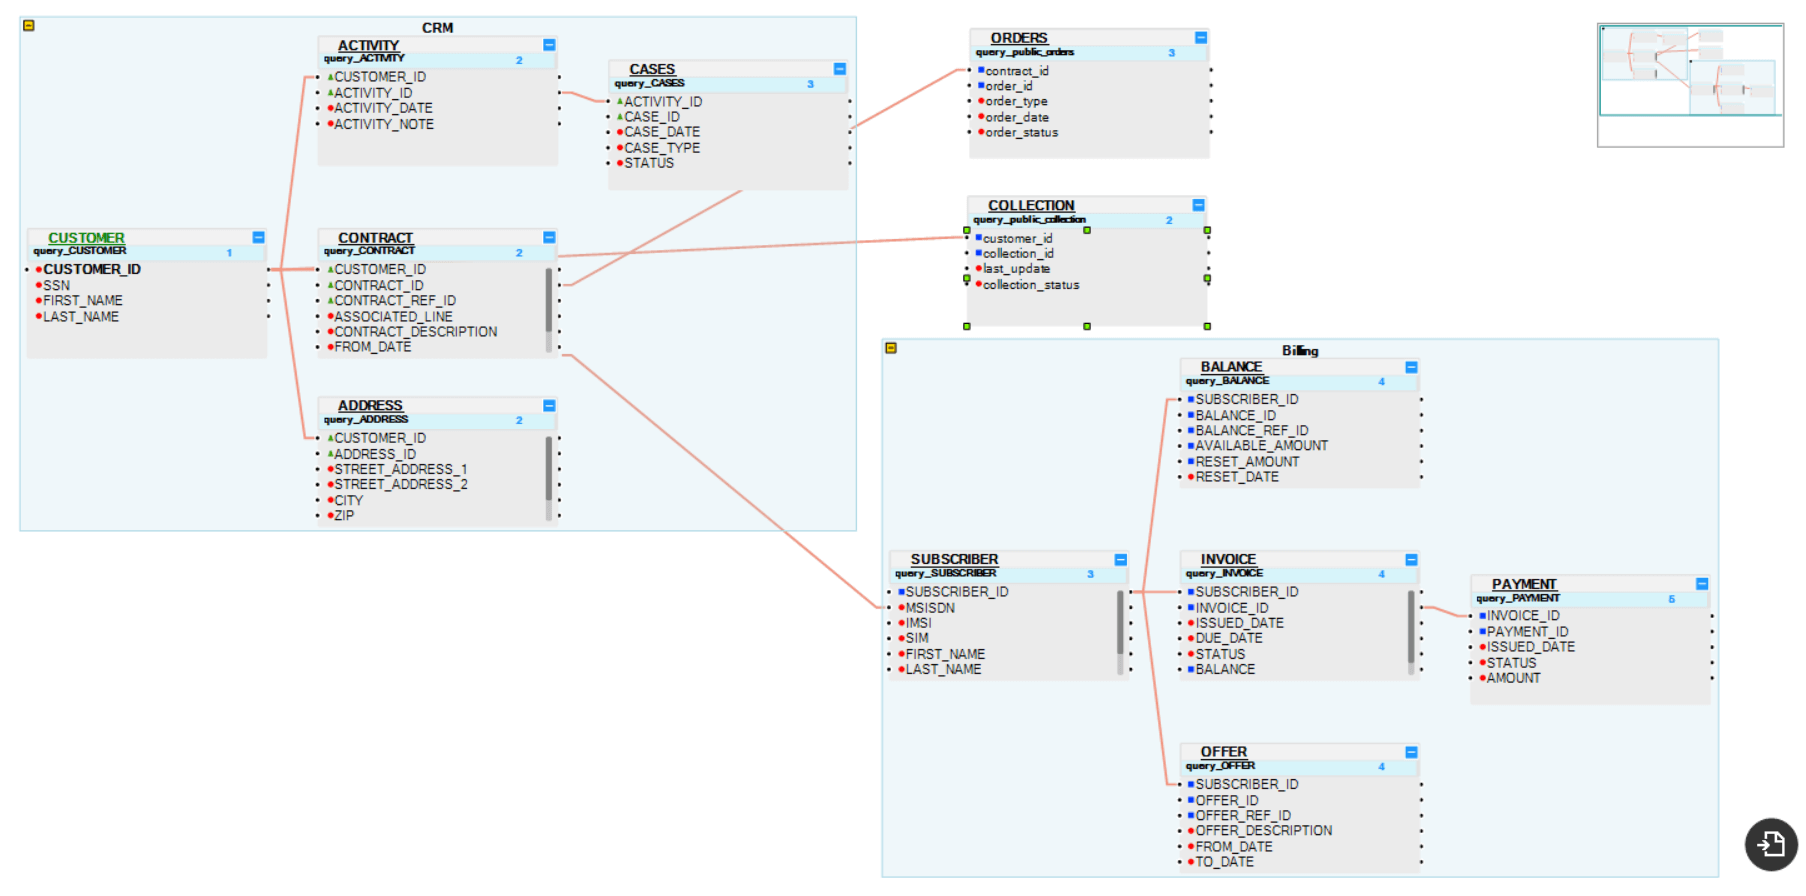 CRM
ACTIVITY
query_ACTIVITY 2
CUSTOMER_ID
ACTIVITY_ID
ACTIVITY_DATE
ACTIVITY_NOTE
CASES
query_CASES 3
ACTIVITY_ID
CASE_ID
CASE_DATE
CASE_TYPE
STATUS
CUSTOMER
query_CUSTOMER 1
CUSTOMER_ID
SSN
FIRST_NAME
LAST_NAME
CONTRACT
query_CONTRACT 2
CUSTOMER_ID
CONTRACT_ID
CONTRACT_REF_ID
ASSOCIATED_LINE
CONTRACT_DESCRIPTION
FROM_DATE
ADDRESS
query_ADDRESS 2
CUSTOMER_ID
ADDRESS_ID
STREET_ADDRESS_1
STREET_ADDRESS_2
CITY
ZIP
ORDERS
query_public_orders 3
contract_id
order_id
order_type
order_date
order_status
COLLECTION
query_public_collection 2
customer_id
collection_id
last_update
collection_status
Billing
BALANCE
query_BALANCE 4
SUBSCRIBER_ID
BALANCE_ID
BALANCE_REF_ID
AVAILABLE_AMOUNT
RESET_AMOUNT
RESET_DATE
SUBSCRIBER
query_SUBSCRIBER 3
SUBSCRIBER_ID
MSISDN
IMSI
SIM
FIRST_NAME
LAST_NAME
INVOICE
query_INVOICE 4
SUBSCRIBER_ID
INVOICE_ID
ISSUED_DATE
DUE_DATE
STATUS
BALANCE
PAYMENT
query_PAYMENT 5
INVOICE_ID
PAYMENT_ID
ISSUED_DATE
STATUS
AMOUNT
OFFER
query_OFFER 4
SUBSCRIBER_ID
OFFER_ID
OFFER_REF_ID
OFFER_DESCRIPTION
FROM_DATE
TO_DATE